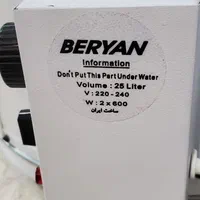 BERYAN
Information
Don't Put This Part Under Water
Volume : 25 Liter
V : 220 - 240
W : 2 x 600
ساخت ایران